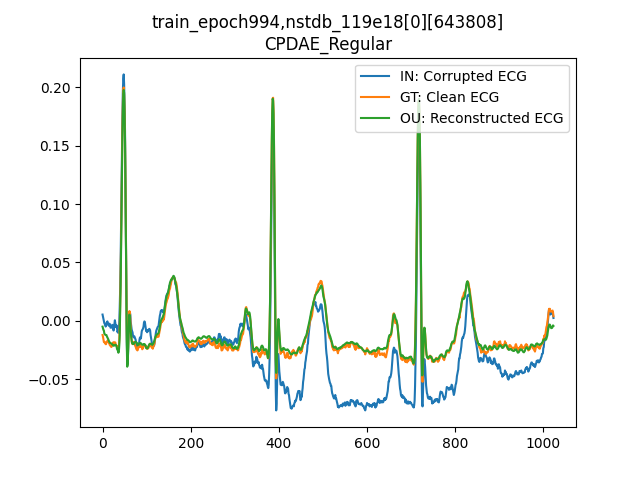 train_epoch994,nstdb_119e18[0][643808]
CPDAE_Regular
IN: Corrupted ECG
GT: Clean ECG
OU: Reconstructed ECG
0.20
0.15
0.10
0.05
0.00
−0.05
0 200 400 600 800 1000